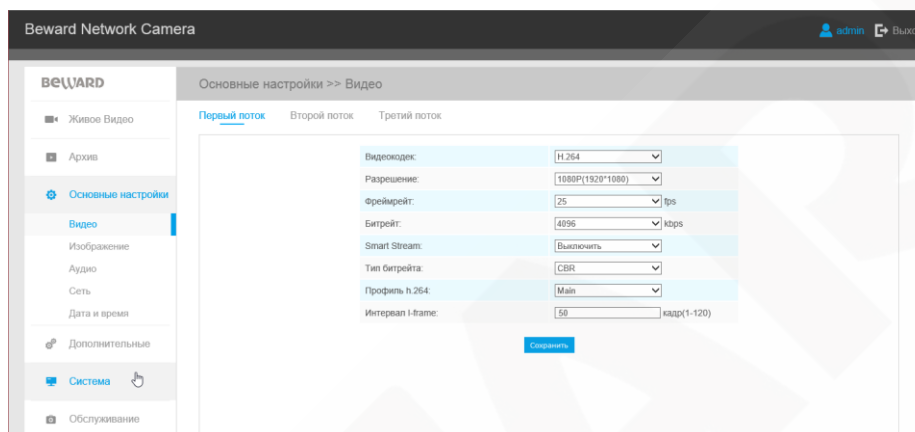 Beward Network Camera
admin Выхо
BEWARD
Основные настройки >> Видео
Живое Видео
Архив
Основные настройки
Видео
Изображение
Аудио
Сеть
Дата и время
Дополнительные
Система
Обслуживание
Первый поток Второй поток Третий поток
Видеокодек: H.264
Разрешение: 1080P(1920*1080)
Фреймрейт: 25 fps
Битрейт: 4096 kbps
Smart Stream: Выключить
Тип битрейта: CBR
Профиль h.264: Main
Интервал I-frame: 50 кадр(1-120)
Сохранить